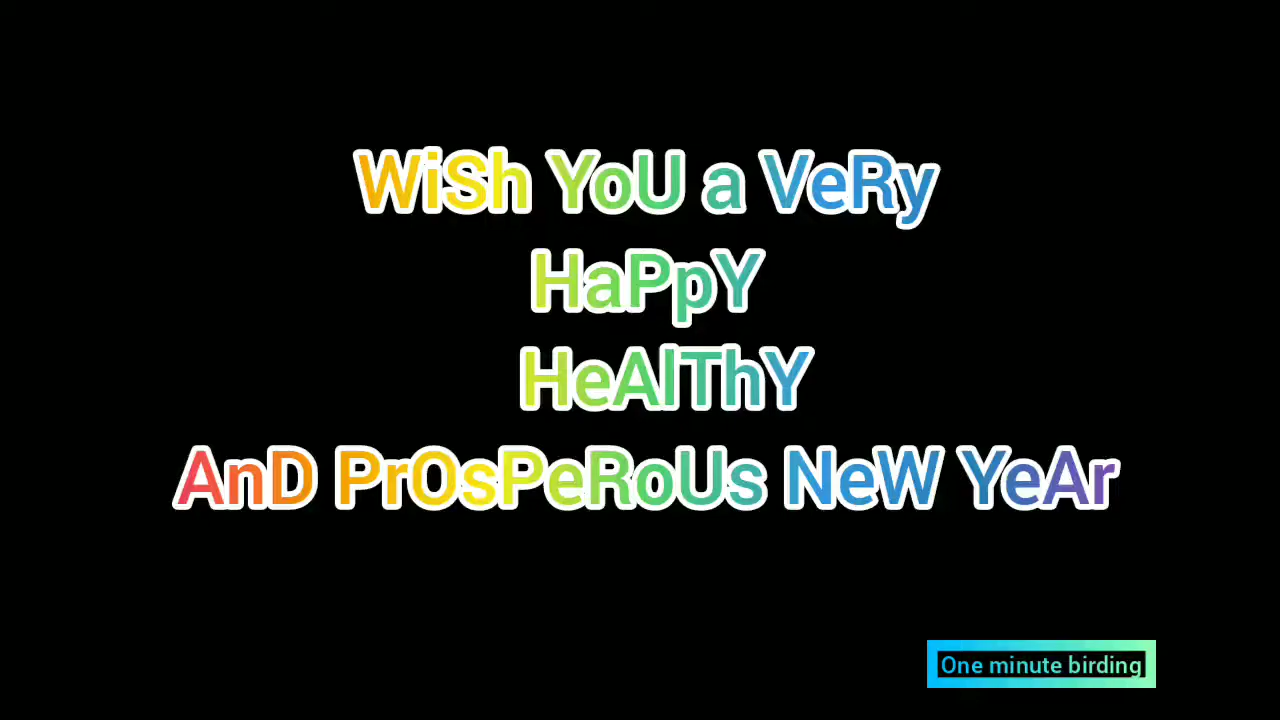 WiSh YoU a VeRy
HaPpY
HeAlThY
AnD PrOsPeRoUs NeW YeAr
One minute birding